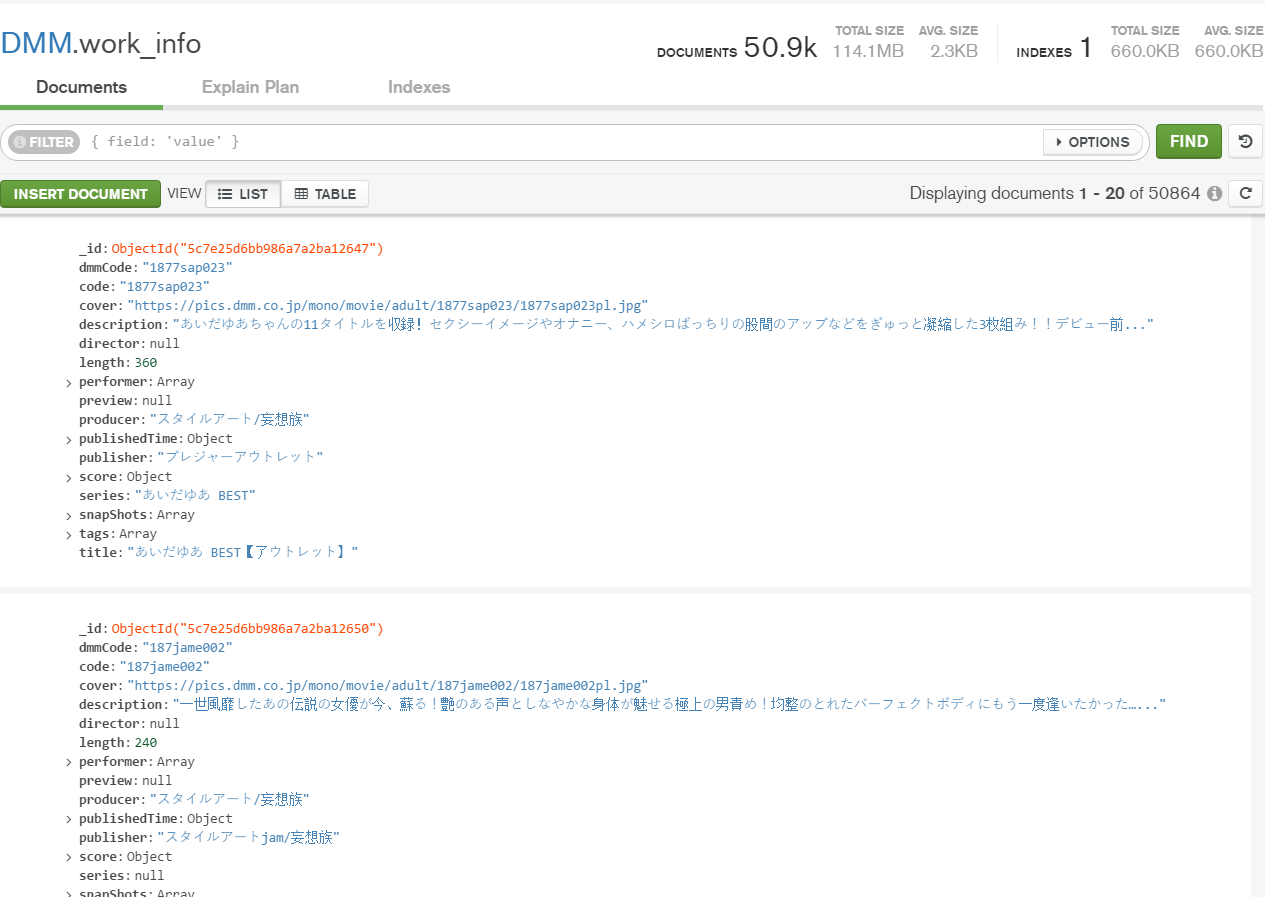 DMM.work_info
DOCUMENTS 50.9k TOTAL SIZE 114.1MB AVG. SIZE 2.3KB INDEXES 1 TOTAL SIZE 660.0KB AVG. SIZE 660.0KB
Documents Explain Plan Indexes
FILTER { field: 'value' } OPTIONS FIND
INSERT DOCUMENT VIEW LIST TABLE Displaying documents 1 - 20 of 50864
_id: ObjectId("5c7e25d6bb986a7a2ba12647")
dmmCode: "1877sap023"
code: "1877sap023"
cover: "https://pics.dmm.co.jp/mono/movie/adult/1877sap023/1877sap023pl.jpg"
description: "あいだゆあちゃんの11タイトルを収録! セクシーイメージやオナニー、ハメシロばっちりの股間のアップなどをぎゅっと凝縮した3枚組み！！デビュー前..."
director: null
length: 360
performer: Array
preview: null
producer: "スタイルアート/妄想族"
publishedTime: Object
publisher: "プレジャーアウトレット"
score: Object
series: "あいだゆあ BEST"
snapShots: Array
tags: Array
title: "あいだゆあ BEST【アウトレット】"
_id: ObjectId("5c7e25d6bb986a7a2ba12650")
dmmCode: "187jame002"
code: "187jame002"
cover: "https://pics.dmm.co.jp/mono/movie/adult/187jame002/187jame002pl.jpg"
description: "一世風靡したあの伝説の女優が今、蘇る！艶のある声としなやかな身体が魅せる極上の男責め！均整のとれたパーフェクトボディにもう一度逢いたかった…..."
director: null
length: 240
performer: Array
preview: null
producer: "スタイルアート/妄想族"
publishedTime: Object
publisher: "スタイルアートjam/妄想族"
score: Object
series: null
snapShots: Array